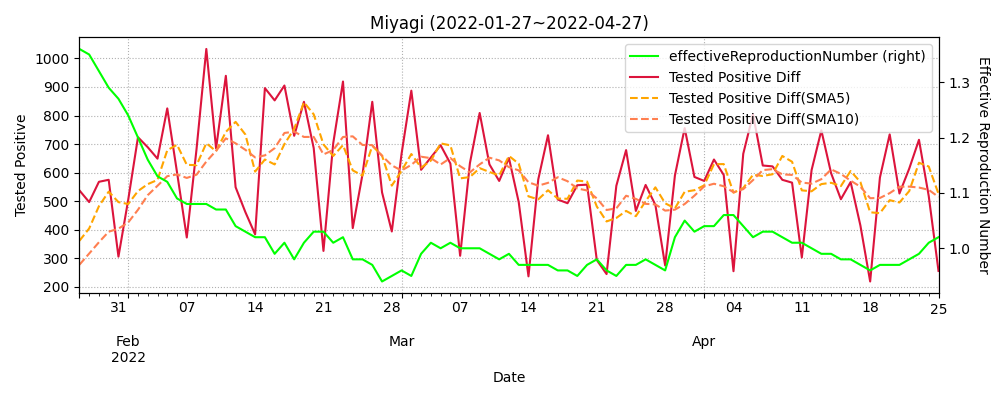 Miyagi (2022-01-27~2022-04-27)
effectiveReproductionNumber (right)
Tested Positive Diff
Tested Positive Diff(SMA5)
Tested Positive Diff(SMA10)
Tested Positive
1000
900
800
700
600
500
400
300
200
1.3
1.2
1.1
1.0
Effective Reproduction Number
31 07 14 21 28 07 14 21 28 04 11 18 25
Feb Mar Apr
2022
Date